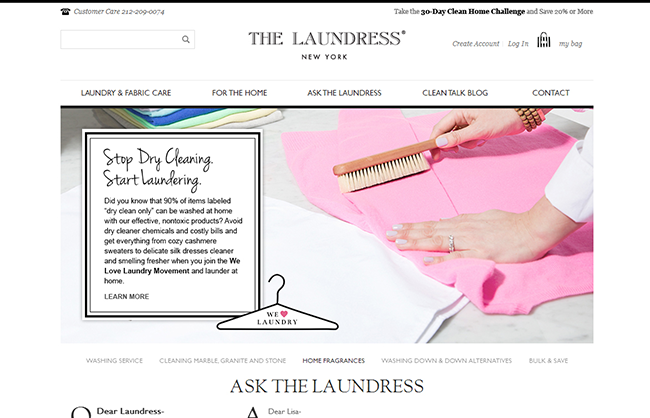 Customer Care 212-209-0074
Take the 30-Day Clean Home Challenge and Save 20% or More
THE LAUNDRESS®
NEW YORK
Create Account Log In my bag
LAUNDRY & FABRIC CARE FOR THE HOME ASK THE LAUNDRESS CLEAN TALK BLOG CONTACT
Stop Dry Cleaning.
Start Laundering.
Did you know that 90% of items labeled
"dry clean only" can be washed at home
with our effective, nontoxic products? Avoid
dry cleaner chemicals and costly bills and
get everything from cozy cashmere
sweaters to delicate silk dresses cleaner
and smelling fresher when you join the We
Love Laundry Movement and launder at
home.
LEARN MORE
WE
LAUNDRY
WASHING SERVICE CLEANING MARBLE, GRANITE AND STONE HOME FRAGRANCES WASHING DOWN & DOWN ALTERNATIVES BULK & SAVE
ASK THE LAUNDRESS
Q Dear Laundress- A Dear Lisa-